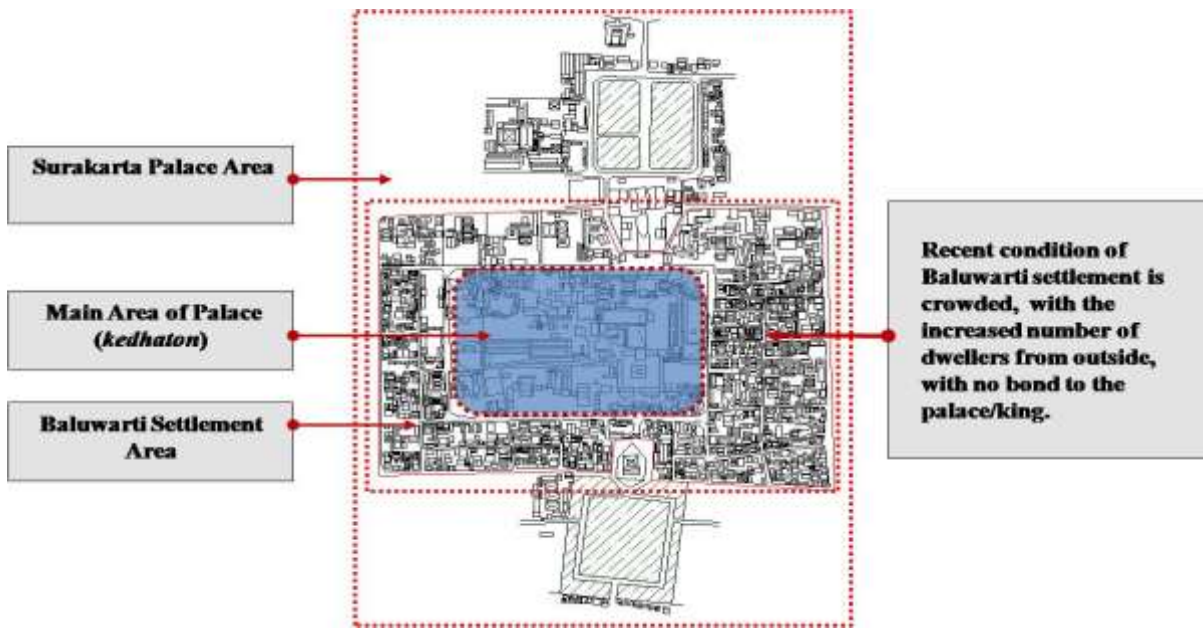 Surakarta Palace Area
Main Area of Palace
(kedhaton)
Baluwarti Settlement
Area
Recent condition of
Baluwarti settlement is
crowded, with the
increased number of
dwellers from outside,
with no bond to the
palace/king.